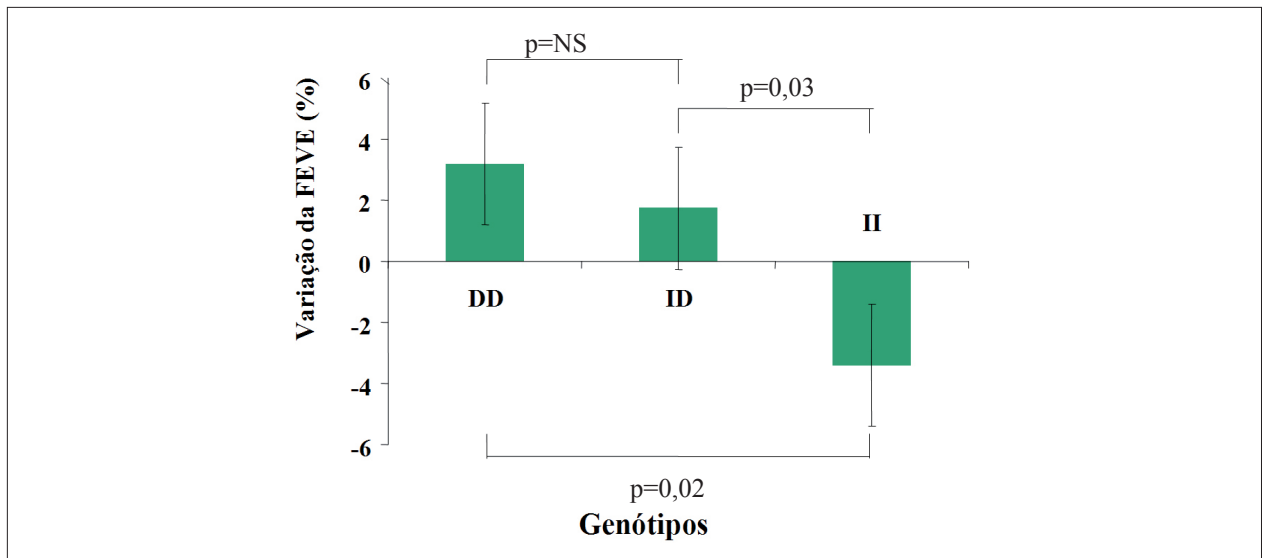 p=NS
p=0,03
Variação da FEVE (%)
6
4
2
0
-2
-4
-6
DD
ID
II
p=0,02
Genótipos